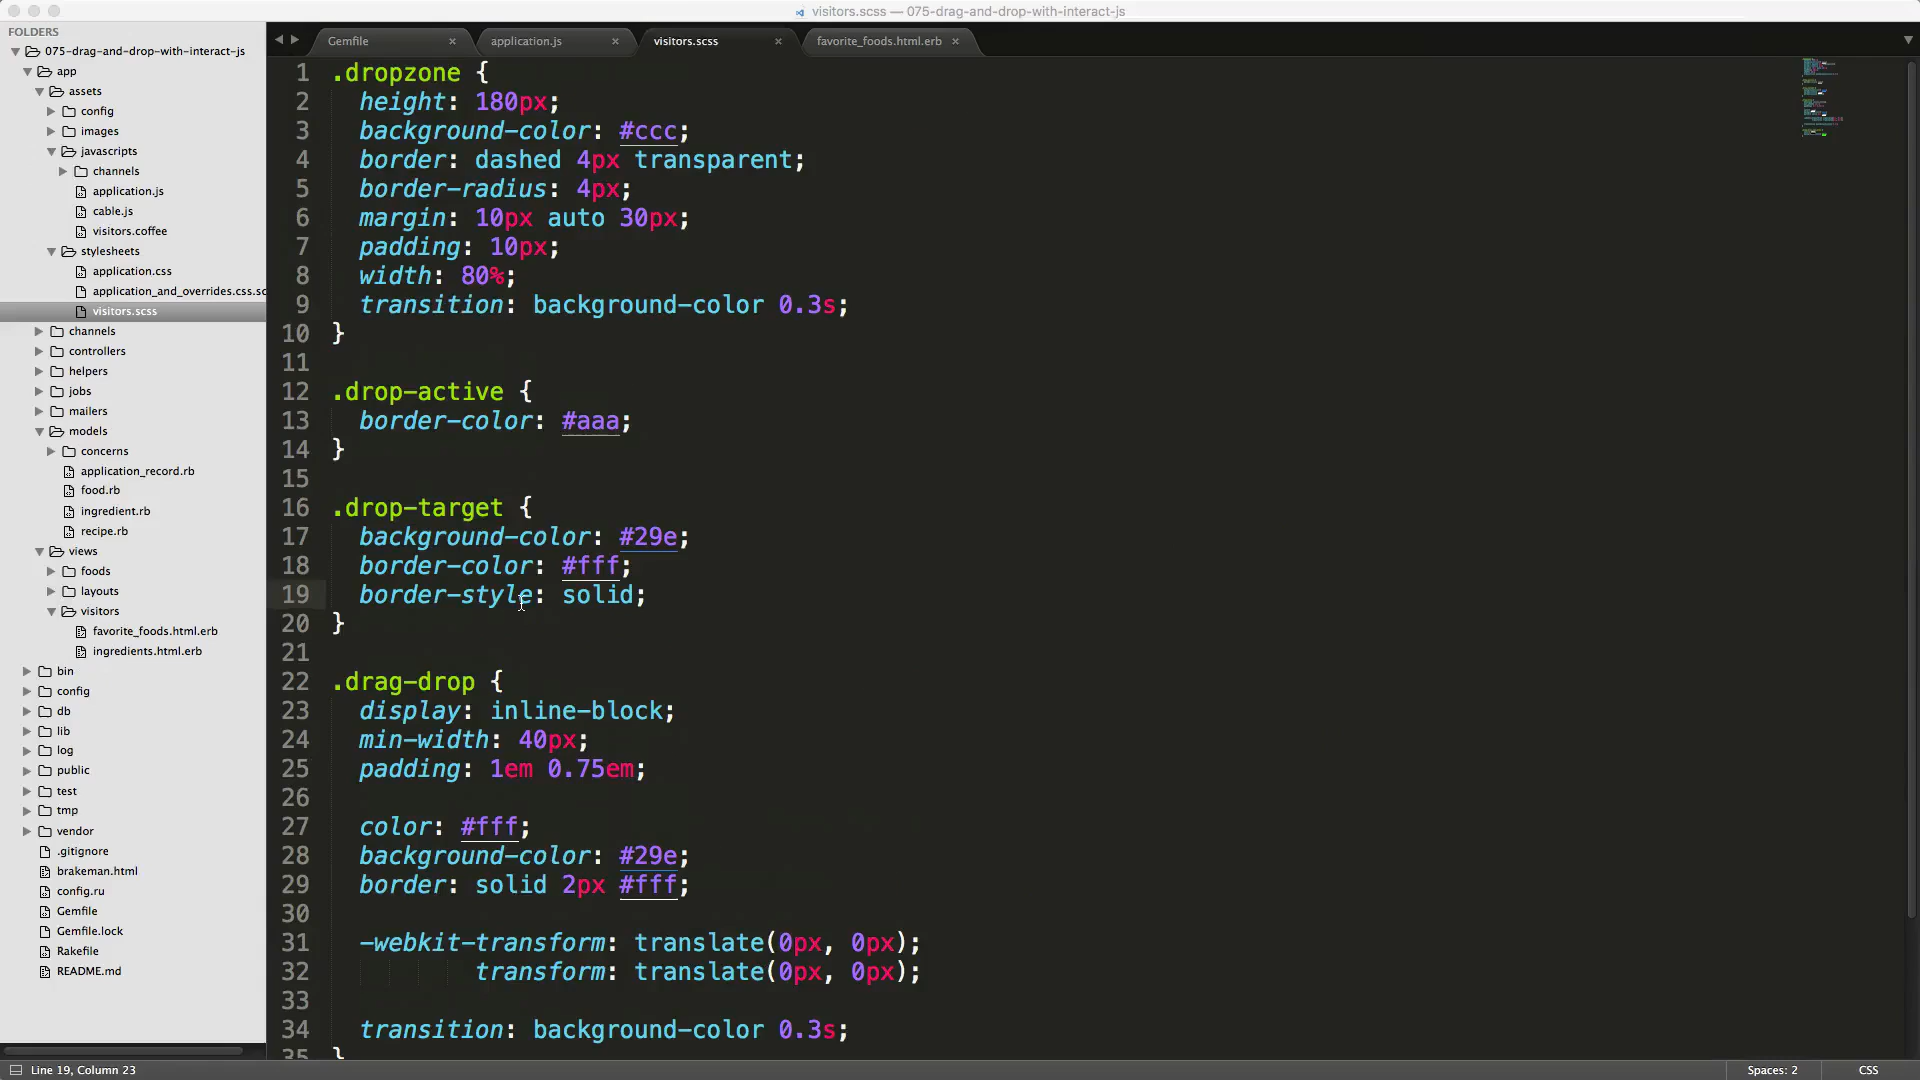 visitors.scss — 075-drag-and-drop-with-interact-js
FOLDERS
075-drag-and-drop-with-interact-js
app
assets
config
images
javascripts
channels
application.js
cable.js
visitors.coffee
stylesheets
application.css
application_and_overrides.css.sc
visitors.scss
channels
controllers
helpers
jobs
mailers
models
concerns
application_record.rb
food.rb
ingredient.rb
recipe.rb
views
foods
layouts
visitors
favorite_foods.html.erb
ingredients.html.erb
bin
config
db
lib
log
public
test
tmp
vendor
.gitignore
brakeman.html
config.ru
Gemfile
Gemfile.lock
Rakefile
README.md
Gemfile
application.js
visitors.scss
favorite_foods.html.erb
1 .dropzone {
2 height: 180px;
3 background-color: #ccc;
4 border: dashed 4px transparent;
5 border-radius: 4px;
6 margin: 10px auto 30px;
7 padding: 10px;
8 width: 80%;
9 transition: background-color 0.3s;
10 }
11
12 .drop-active {
13 border-color: #aaa;
14 }
15
16 .drop-target {
17 background-color: #29e;
18 border-color: #fff;
19 border-style: solid;
20 }
21
22 .drag-drop {
23 display: inline-block;
24 min-width: 40px;
25 padding: 1em 0.75em;
26
27 color: #fff;
28 background-color: #29e;
29 border: solid 2px #fff;
30
31 -webkit-transform: translate(0px, 0px);
32 transform: translate(0px, 0px);
33
34 transition: background-color 0.3s;
35 }
Line 19, Column 23
Spaces: 2
CSS